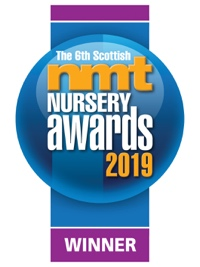 The 6th Scottish
nmt
NURSERY
awards
2019
WINNER